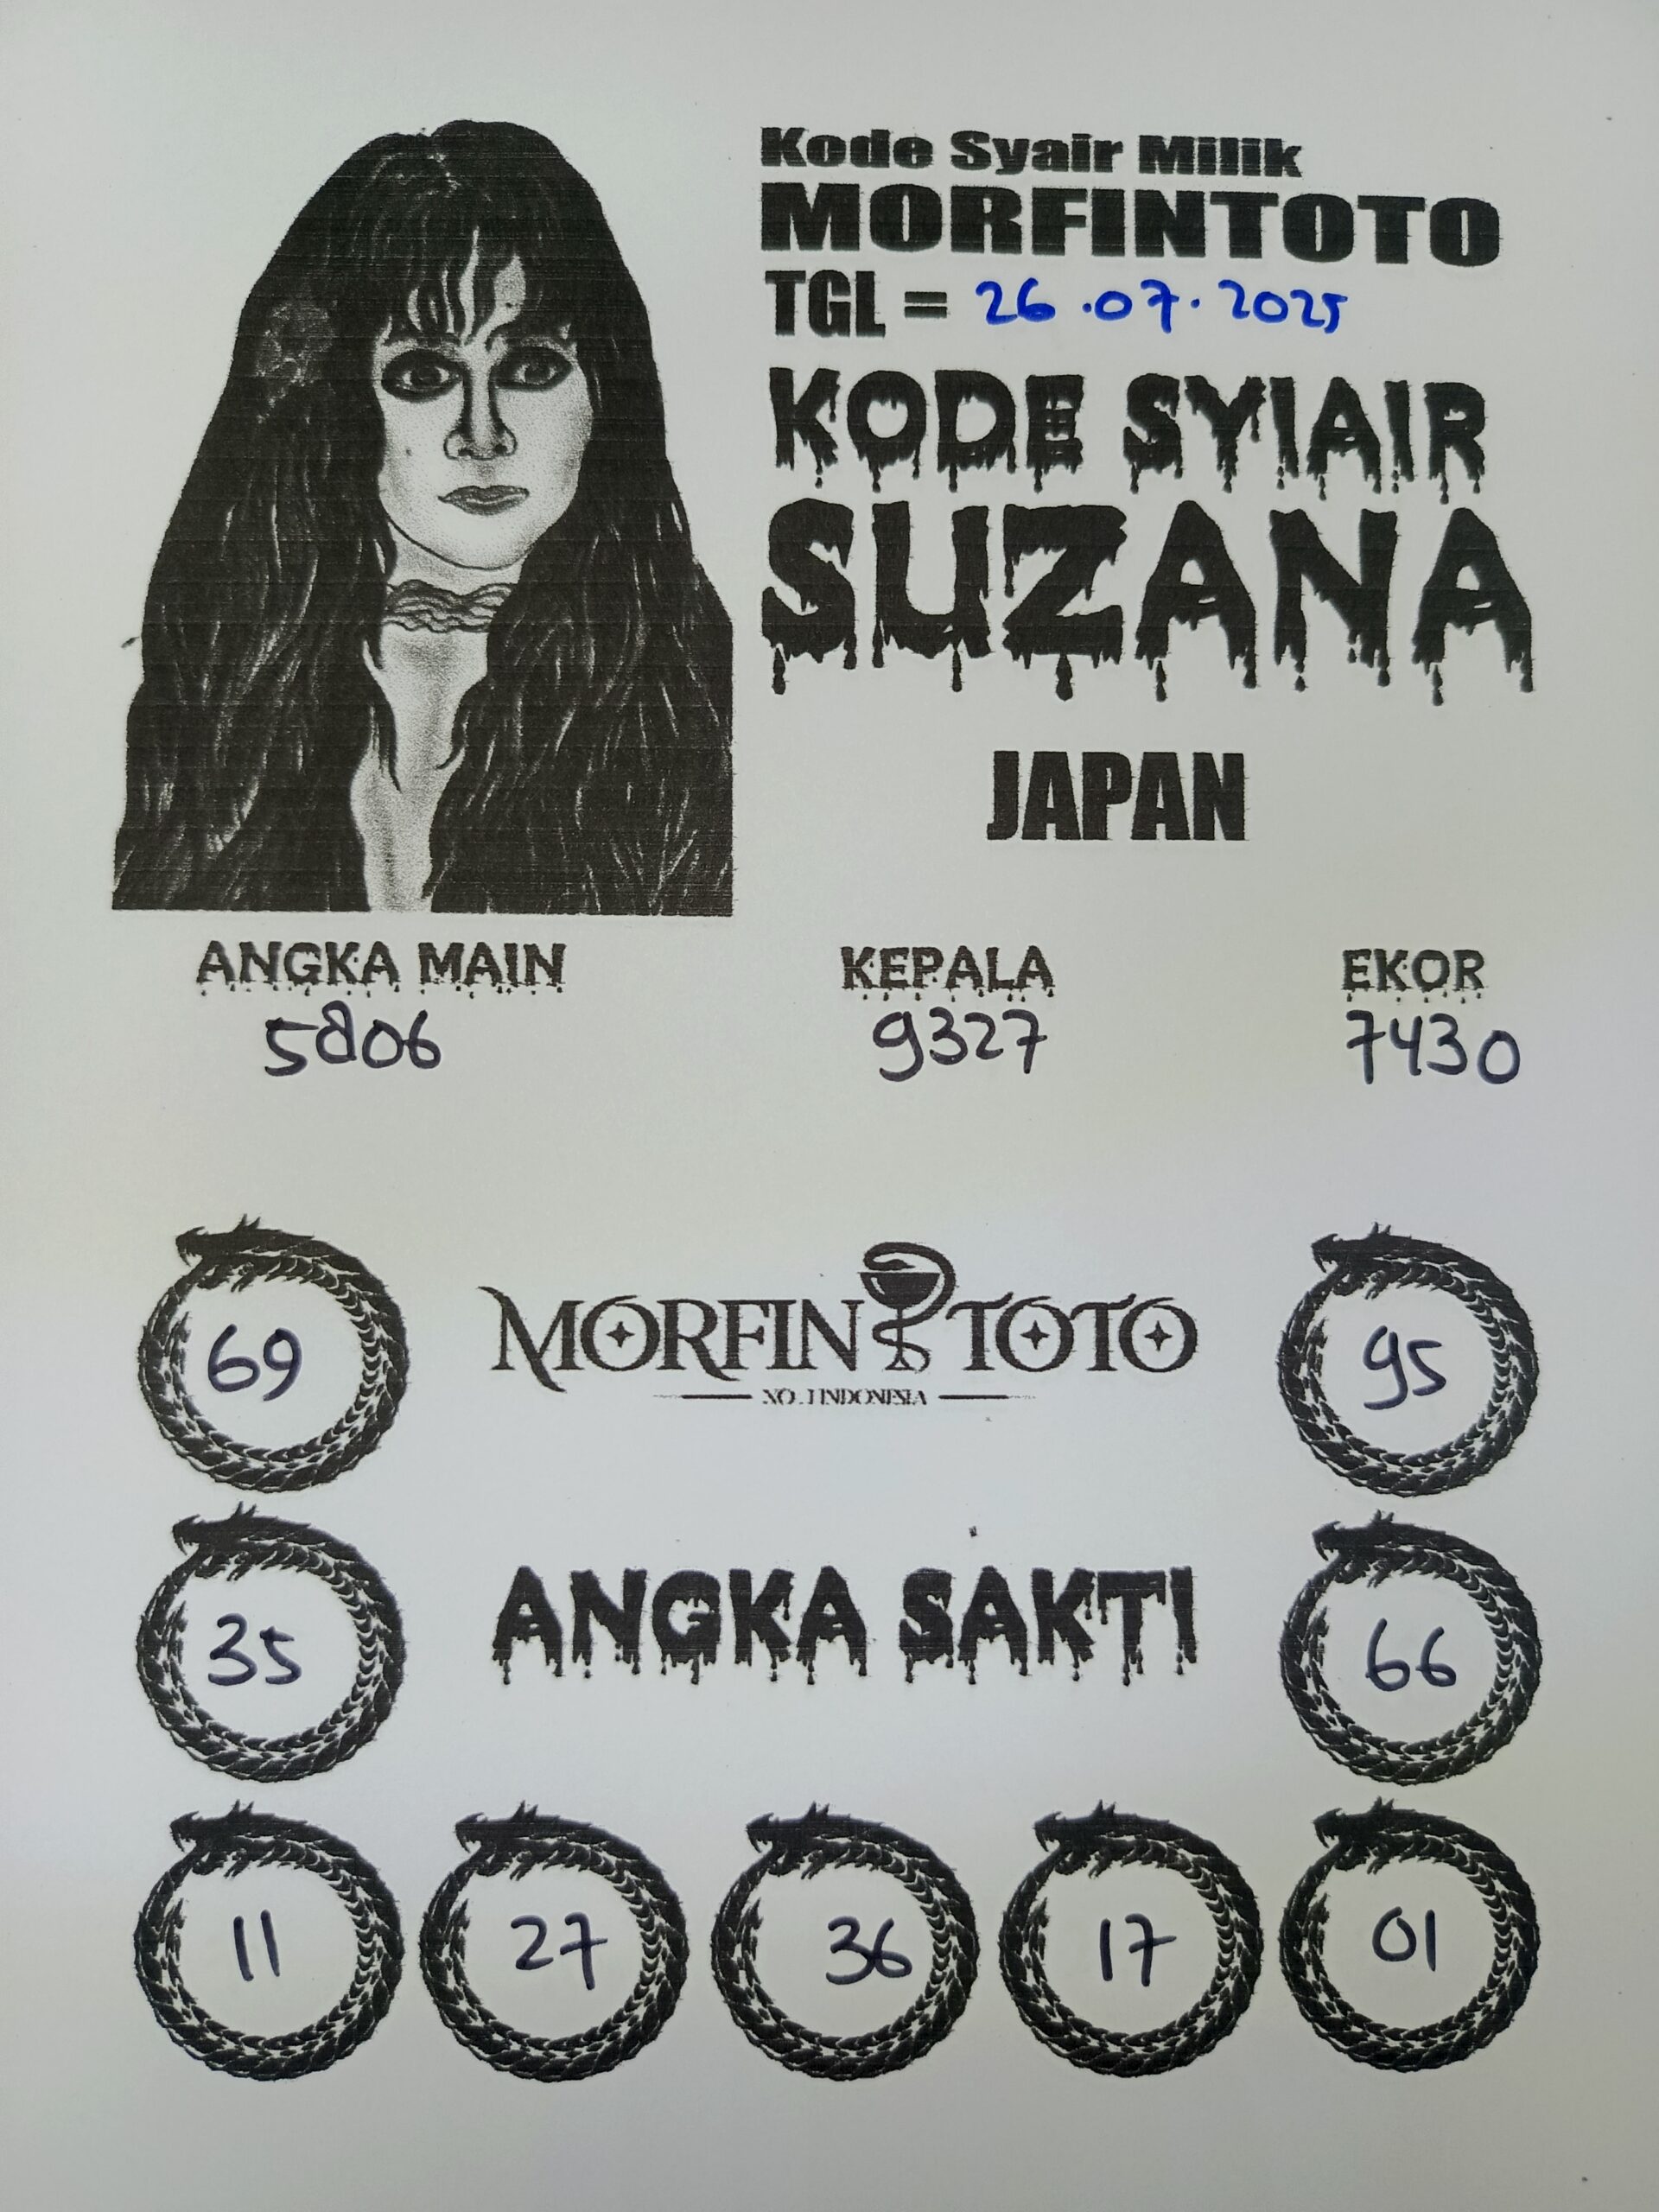 Kode Syair Milik
MORFINTOTO
TGL = 26.07.2025
KODE SYIAIR
SUZANA
JAPAN
ANGKA MAIN KEPALA EKOR
5806 9327 7430
69 MORFIN TOTO 95
NO.1 INDONESIA
35 ANGKA SAKTI 66
11 27 36 17 01